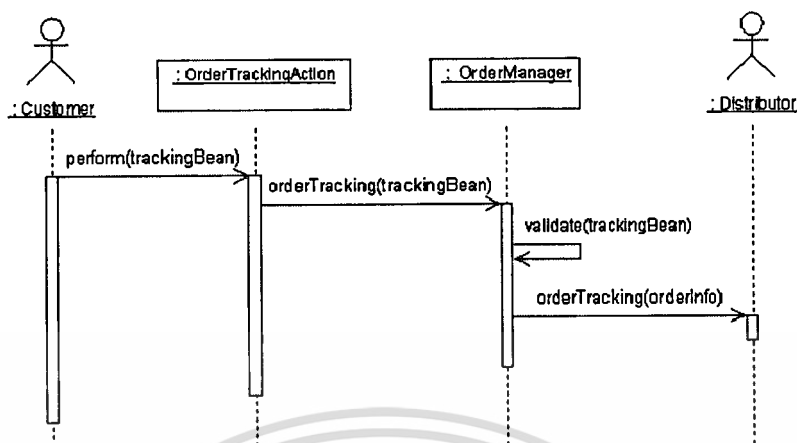 : Customer
: OrderTrackingAction
: OrderManager
: Distributor
perform(trackingBean)
orderTracking(trackingBean)
validate(trackingBean)
orderTracking(orderInfo)